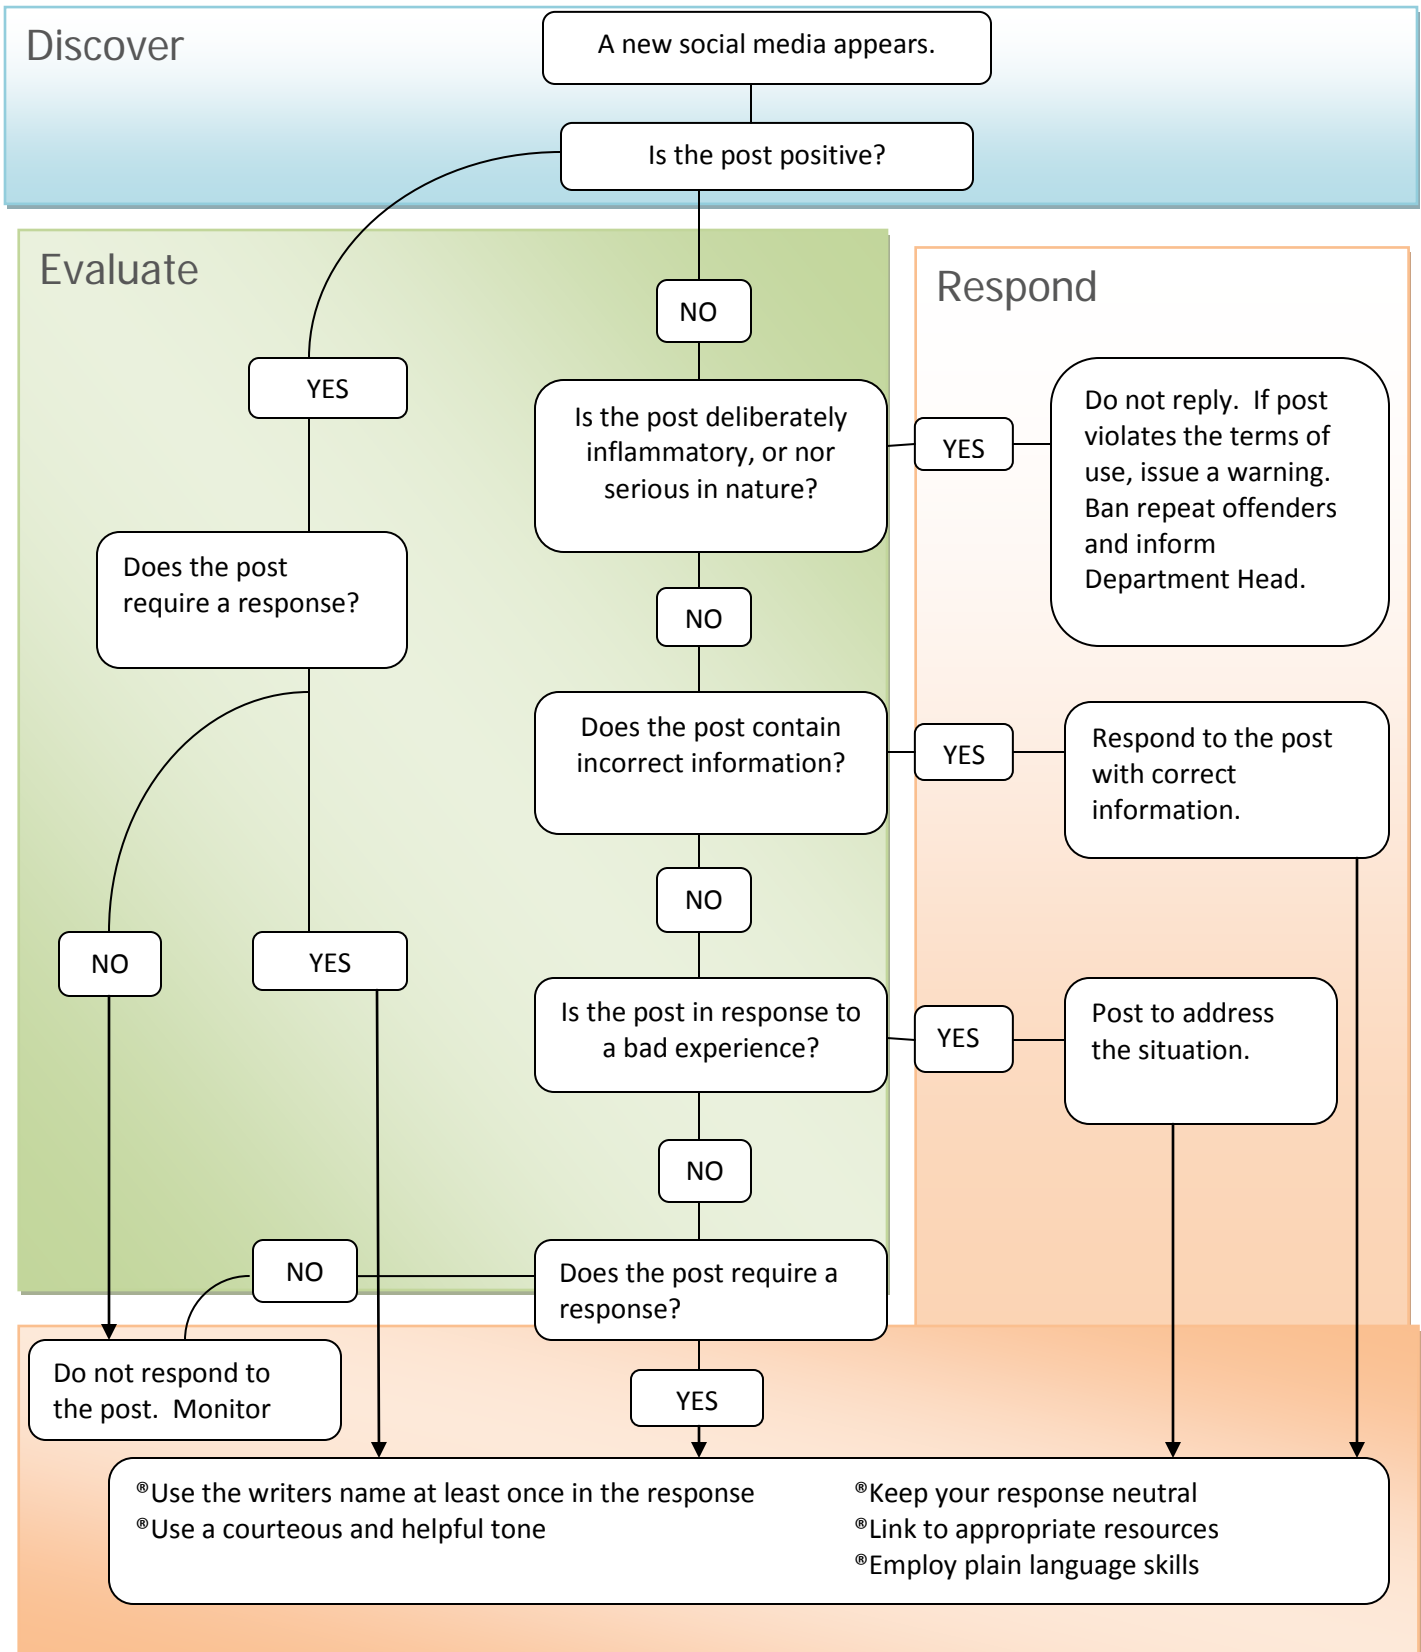 Discover
A new social media appears.
Is the post positive?
Evaluate
Respond
NO
YES
Is the post deliberately
inflammatory, or nor
serious in nature?
YES
Do not reply.  If post
violates the terms of
use, issue a warning.
Ban repeat offenders
and inform
Department Head.
Does the post
require a response?
NO
Does the post contain
incorrect information?
YES
Respond to the post
with correct
information.
NO
NO
YES
Is the post in response to
a bad experience?
YES
Post to address
the situation.
NO
NO
Does the post require a
response?
Do not respond to
the post.  Monitor
YES
®Use the writers name at least once in the response
®Use a courteous and helpful tone
®Keep your response neutral
®Link to appropriate resources
®Employ plain language skills